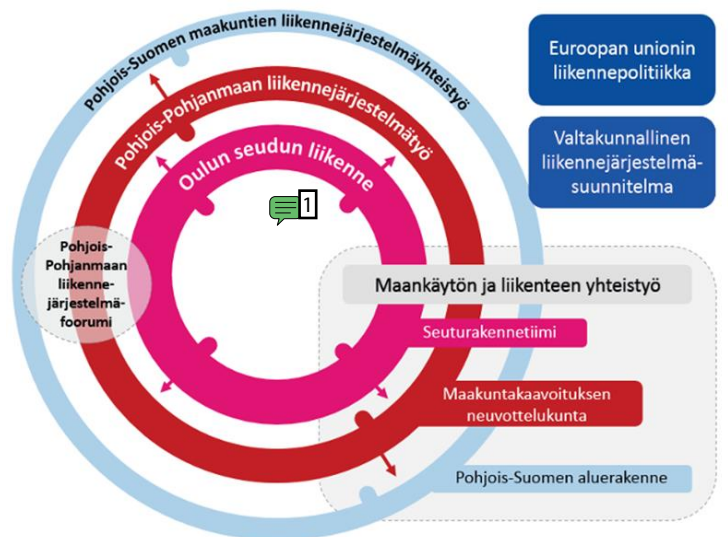 Pohjois-Suomen maakuntien liikennejärjestelmäyhteistyö
Pohjois-Pohjanmaan liikennejärjestelmätyö
Oulun seudun liikenne
1
Pohjois-
Pohjanmaan
liikenne-
järjestelmä-
foorumi
Euroopan unionin
liikennepolitiikka
Valtakunnallinen
liikennejärjestelmä-
suunnitelma
Maankäytön ja liikenteen yhteistyö
Seuturakennetiimi
Maakuntakaavoituksen
neuvottelukunta
Pohjois-Suomen aluerakenne